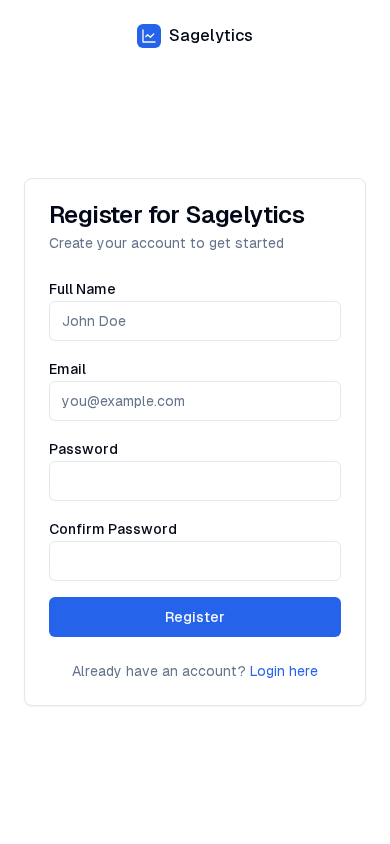 Sagelytics
Register for Sagelytics
Create your account to get started
Full Name
John Doe
Email
you@example.com
Password
Confirm Password
Register
Already have an account? Login here